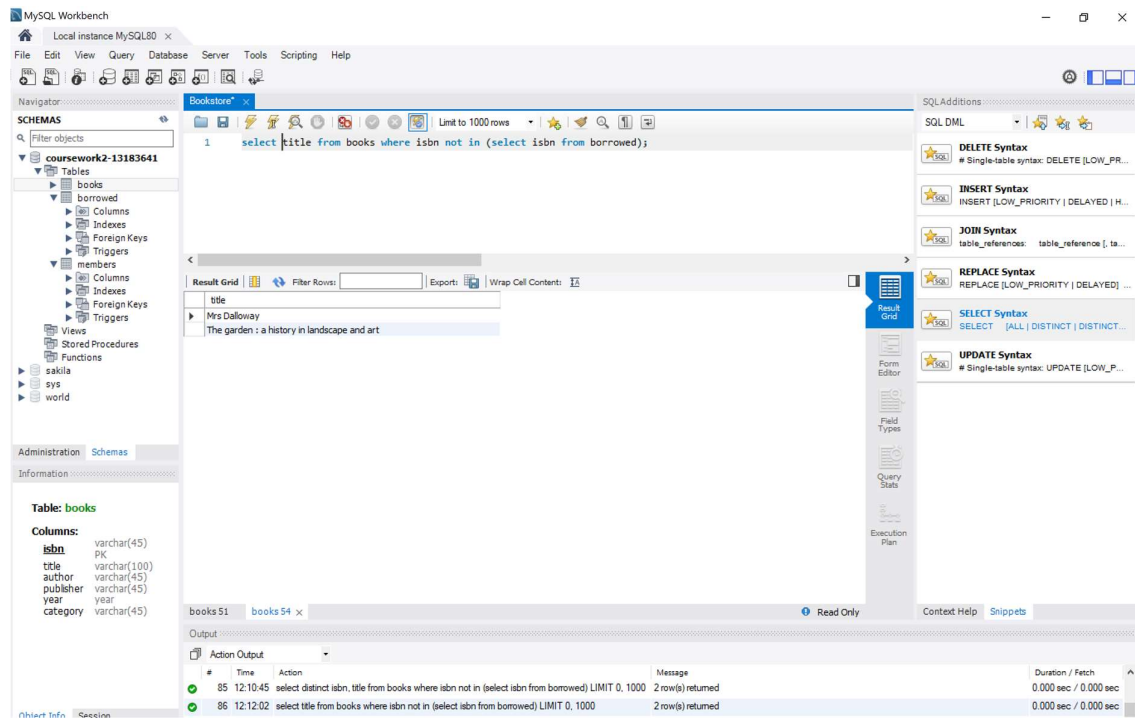 MySQL Workbench
Local instance MySQL80
File Edit View Query Database Server Tools Scripting Help
Navigator
SCHEMAS
Filter objects
coursework2-13183641
Tables
books
borrowed
Columns
Indexes
Foreign Keys
Triggers
members
Columns
Indexes
Foreign Keys
Triggers
Views
Stored Procedures
Functions
sakila
sys
world
Administration Schemas
Information
Table: books
Columns:
isbn varchar(45) PK
title varchar(100)
author varchar(45)
publisher varchar(45)
year year
category varchar(45)
Object Info Session
Bookstore*
Limit to 1000 rows
1 select title from books where isbn not in (select isbn from borrowed);
Result Grid Filter Rows: Export: Wrap Cell Content:
title
Mrs Dalloway
The garden : a history in landscape and art
Result Grid
Form Editor
Field Types
Query Stats
Execution Plan
books 51 books 54 Read Only
Output
Action Output
# Time Action Message Duration / Fetch
85 12:10:45 select distinct isbn, title from books where isbn not in (select isbn from borrowed) LIMIT 0, 1000 2 row(s) returned 0.000 sec / 0.000 sec
86 12:12:02 select title from books where isbn not in (select isbn from borrowed) LIMIT 0, 1000 2 row(s) returned 0.000 sec / 0.000 sec
SQLAdditions
SQL DML
DELETE Syntax
# Single-table syntax: DELETE [LOW_PR...
INSERT Syntax
INSERT [LOW_PRIORITY | DELAYED | H...
JOIN Syntax
table_references: table_reference [, ta...
REPLACE Syntax
REPLACE [LOW_PRIORITY | DELAYED] ...
SELECT Syntax
SELECT [ALL | DISTINCT | DISTINCT...
UPDATE Syntax
# Single-table syntax: UPDATE [LOW_P...
Context Help Snippets